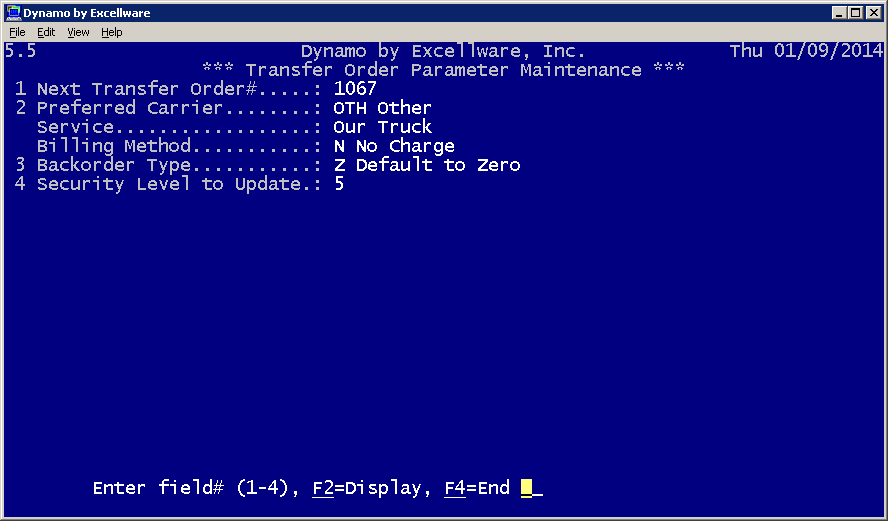 Dynamo by Excellware
File Edit View Help
5.5 Dynamo by Excellware, Inc. Thu 01/09/2014
*** Transfer Order Parameter Maintenance ***
1 Next Transfer Order#.....: 1067
2 Preferred Carrier........: OTH Other
Service..................: Our Truck
Billing Method...........: N No Charge
3 Backorder Type...........: Z Default to Zero
4 Security Level to Update.: 5
Enter field# (1-4), F2=Display, F4=End _